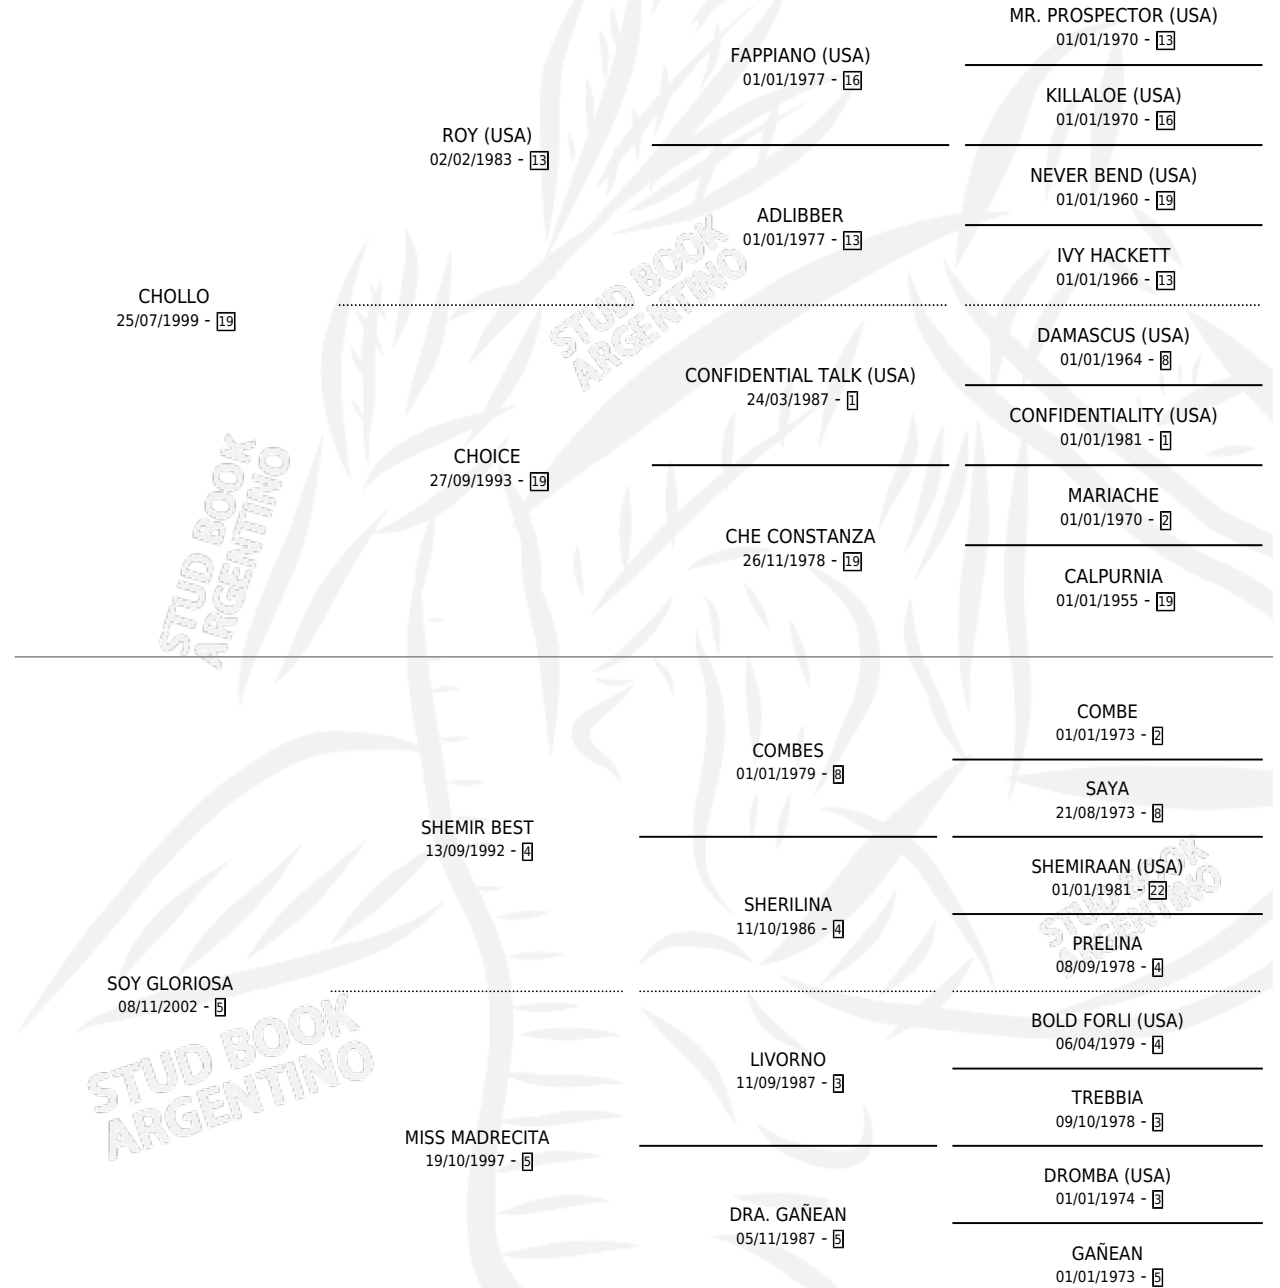 MR. PROSPECTOR (USA)
01/01/1970 - 13
FAPPIANO (USA)
01/01/1977 - 16
KILLALOE (USA)
01/01/1970 - 16
ROY (USA)
02/02/1983 - 13
NEVER BEND (USA)
01/01/1960 - 19
ADLIBBER
01/01/1977 - 13
IVY HACKETT
01/01/1966 - 13
CHOLLO
25/07/1999 - 19
STUD BOOK
ARGENTINO
DAMASCUS (USA)
01/01/1964 - 8
CONFIDENTIAL TALK (USA)
24/03/1987 - 1
CONFIDENTIALITY (USA)
01/01/1981 - 1
CHOICE
27/09/1993 - 19
MARIACHE
01/01/1970 - 2
CHE CONSTANZA
26/11/1978 - 19
CALPURNIA
01/01/1955 - 19
STUD BOOK
ARGENTINO
COMBE
01/01/1973 - 2
COMBES
01/01/1979 - 8
SAYA
21/08/1973 - 8
SHEMIR BEST
13/09/1992 - 4
SHEMIRAAN (USA)
01/01/1981 - 22
STUD BOOK
ARGENTINO
SHERILINA
11/10/1986 - 4
PRELINA
08/09/1978 - 4
SOY GLORIOSA
08/11/2002 - 5
BOLD FORLI (USA)
06/04/1979 - 4
LIVORNO
11/09/1987 - 3
STUD BOOK
ARGENTINO
TREBBIA
09/10/1978 - 3
MISS MADRECITA
19/10/1997 - 5
DROMBA (USA)
01/01/1974 - 3
DRA. GAÑEAN
05/11/1987 - 5
GAÑEAN
01/01/1973 - 5